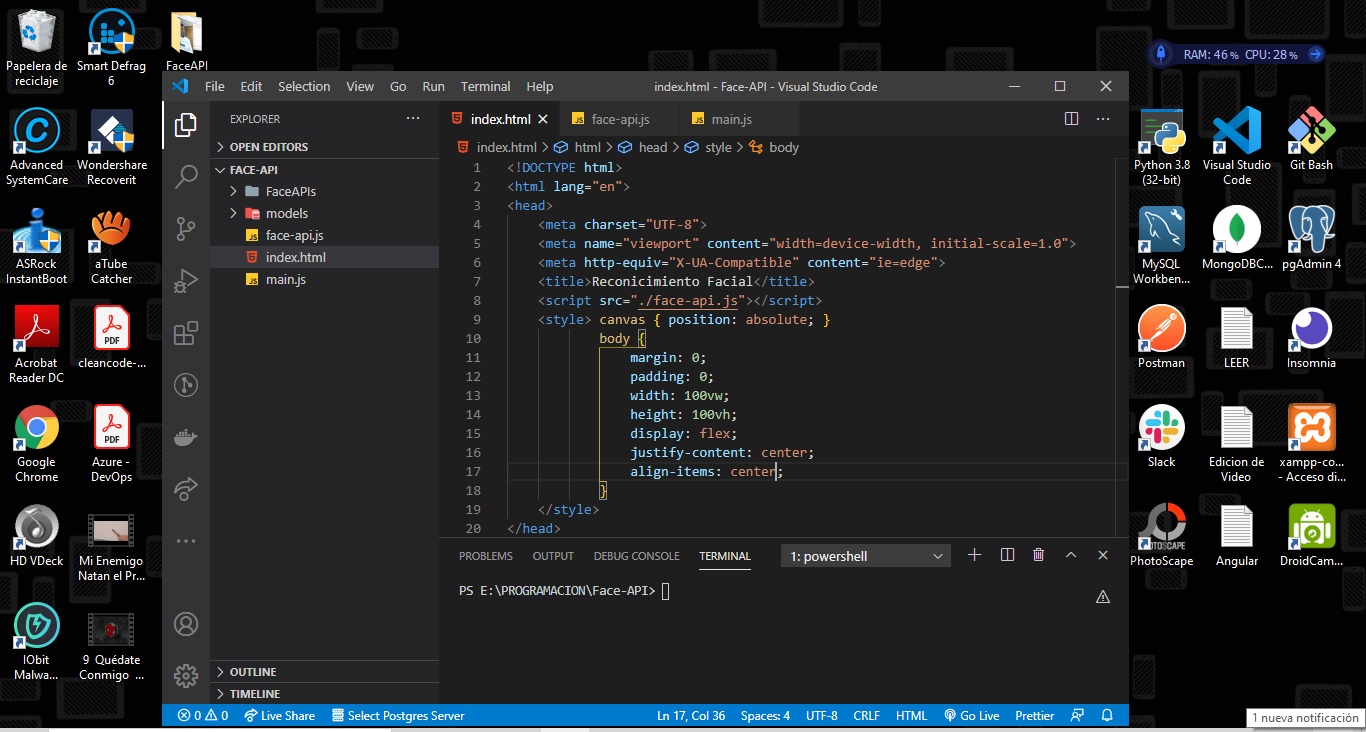 Papelera de
reciclaje
Smart Defrag
6
FaceAPI
Advanced
SystemCare
Wondershare
Recoverit
ASRock
InstantBoot
aTube
Catcher
Acrobat
Reader DC
PDF
cleancode-...
Google
Chrome
PDF
Azure -
DevOps
HD VDeck
Mi Enemigo
Natan el Pr...
IObit
Malwa...
9 Quédate
Conmigo ...
File Edit Selection View Go Run Terminal Help
index.html - Face-API - Visual Studio Code
EXPLORER
OPEN EDITORS
FACE-API
FaceAPIs
models
JS face-api.js
index.html
JS main.js
OUTLINE
TIMELINE
index.html
JS face-api.js
JS main.js
index.html > html > head > style > body
1 <!DOCTYPE html>
2 <html lang="en">
3 <head>
4 <meta charset="UTF-8">
5 <meta name="viewport" content="width=device-width, initial-scale=1.0">
6 <meta http-equiv="X-UA-Compatible" content="ie=edge">
7 <title>Reconicimiento Facial</title>
8 <script src="./face-api.js"></script>
9 <style> canvas { position: absolute; }
10 body {
11 margin: 0;
12 padding: 0;
13 width: 100vw;
14 height: 100vh;
15 display: flex;
16 justify-content: center;
17 align-items: center;
18 }
19 </style>
20 </head>
PROBLEMS OUTPUT DEBUG CONSOLE TERMINAL 1: powershell
PS E:\PROGRAMACION\Face-API>
0 0 Live Share Select Postgres Server Ln 17, Col 36 Spaces: 4 UTF-8 CRLF HTML Go Live Prettier
RAM: 46 % CPU: 28 %
Python 3.8
(32-bit)
Visual Studio
Code
Git Bash
MySQL
Workben...
MongoDBC...
pgAdmin 4
Postman
LEER
Insomnia
Slack
Edicion de
Video
xampp-co...
- Acceso di...
PHOTOSCAPE
PhotoScape
Angular
DroidCam...
1 nueva notificación